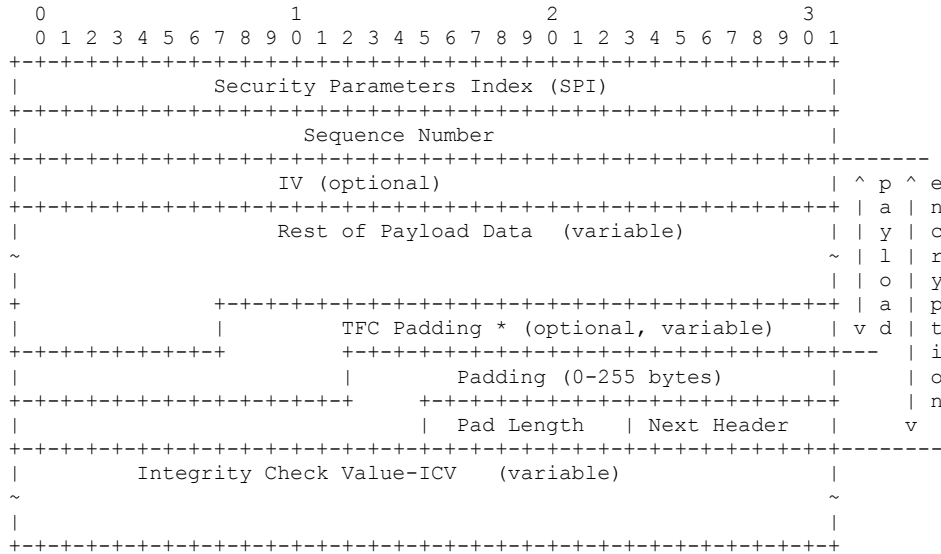 0                   1                   2                   3
0 1 2 3 4 5 6 7 8 9 0 1 2 3 4 5 6 7 8 9 0 1 2 3 4 5 6 7 8 9 0 1
+-+-+-+-+-+-+-+-+-+-+-+-+-+-+-+-+-+-+-+-+-+-+-+-+-+-+-+-+-+-+-+-+
|               Security Parameters Index (SPI)                 |
+-+-+-+-+-+-+-+-+-+-+-+-+-+-+-+-+-+-+-+-+-+-+-+-+-+-+-+-+-+-+-+-+
|                      Sequence Number                          |
+-+-+-+-+-+-+-+-+-+-+-+-+-+-+-+-+-+-+-+-+-+-+-+-+-+-+-+-+-+-+-+-+-------
|                    IV (optional)                              | ^ p ^ e
+-+-+-+-+-+-+-+-+-+-+-+-+-+-+-+-+-+-+-+-+-+-+-+-+-+-+-+-+-+-+-+-+ | a | n
|                    Rest of Payload Data  (variable)           | | y | c
~                                                               ~ | l | r
|                                                               | | o | y
+               +-+-+-+-+-+-+-+-+-+-+-+-+-+-+-+-+-+-+-+-+-+-+-+-+ | a | p
|               |         TFC Padding * (optional, variable)    | v d | t
+-+-+-+-+-+-+-+-+         +-+-+-+-+-+-+-+-+-+-+-+-+-+-+-+-+-+-+-+---  | i
|                         |        Padding (0-255 bytes)        |     | o
+-+-+-+-+-+-+-+-+-+-+-+-+-+     +-+-+-+-+-+-+-+-+-+-+-+-+-+-+-+-+     | n
|                               |  Pad Length   | Next Header   |     v
+-+-+-+-+-+-+-+-+-+-+-+-+-+-+-+-+-+-+-+-+-+-+-+-+-+-+-+-+-+-+-+-+--------
|         Integrity Check Value-ICV   (variable)                |
~                                                               ~
|                                                               |
+-+-+-+-+-+-+-+-+-+-+-+-+-+-+-+-+-+-+-+-+-+-+-+-+-+-+-+-+-+-+-+-+